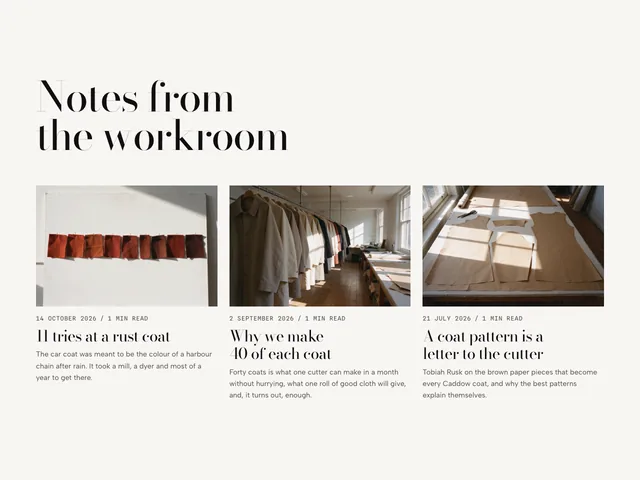 Notes from
the workroom
14 OCTOBER 2026 / 1 MIN READ
11 tries at a rust coat
The car coat was meant to be the colour of a harbour
chain after rain. It took a mill, a dyer and most of a
year to get there.
2 SEPTEMBER 2026 / 1 MIN READ
Why we make
40 of each coat
Forty coats is what one cutter can make in a month
without hurrying, what one roll of good cloth will give,
and, it turns out, enough.
21 JULY 2026 / 1 MIN READ
A coat pattern is a
letter to the cutter
Tobiah Rusk on the brown paper pieces that become
every Caddow coat, and why the best patterns
explain themselves.